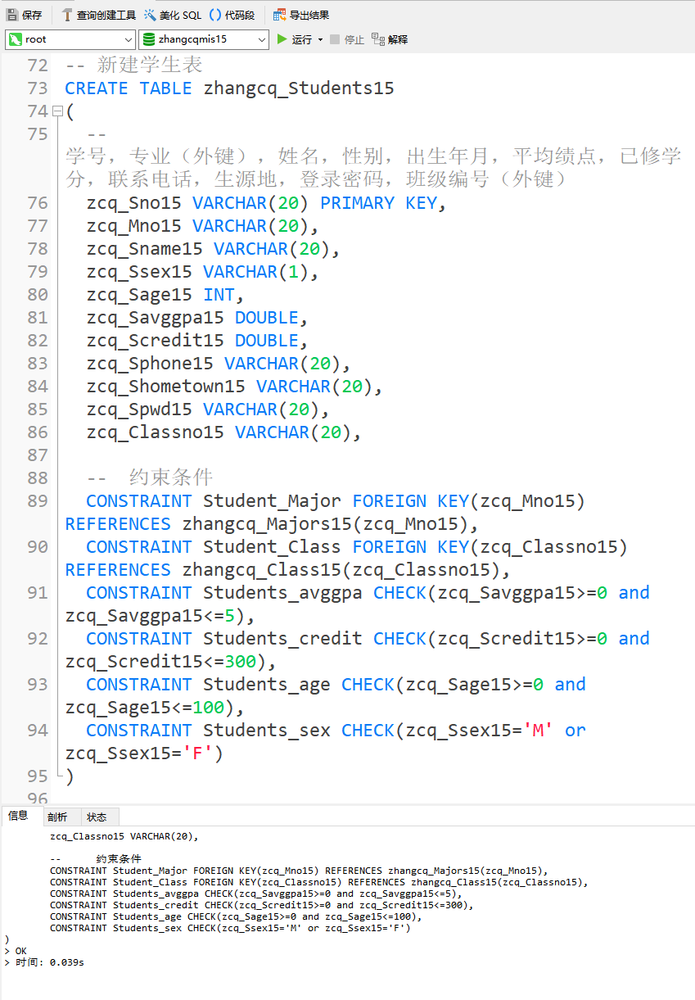 保存 查询创建工具 美化 SQL () 代码段 导出结果
root zhangcqmis15 运行 停止 解释
72 -- 新建学生表
73 CREATE TABLE zhangcq_Students15
74 (
75 --
学号，专业（外键），姓名，性别，出生年月，平均绩点，已修学
分，联系电话，生源地，登录密码，班级编号（外键）
76 zcq_Sno15 VARCHAR(20) PRIMARY KEY,
77 zcq_Mno15 VARCHAR(20),
78 zcq_Sname15 VARCHAR(20),
79 zcq_Ssex15 VARCHAR(1),
80 zcq_Sage15 INT,
81 zcq_Savggpa15 DOUBLE,
82 zcq_Scredit15 DOUBLE,
83 zcq_Sphone15 VARCHAR(20),
84 zcq_Shometown15 VARCHAR(20),
85 zcq_Spwd15 VARCHAR(20),
86 zcq_Classno15 VARCHAR(20),
87
88 -- 约束条件
89 CONSTRAINT Student_Major FOREIGN KEY(zcq_Mno15)
REFERENCES zhangcq_Majors15(zcq_Mno15),
90 CONSTRAINT Student_Class FOREIGN KEY(zcq_Classno15)
REFERENCES zhangcq_Class15(zcq_Classno15),
91 CONSTRAINT Students_avggpa CHECK(zcq_Savggpa15>=0 and
zcq_Savggpa15<=5),
92 CONSTRAINT Students_credit CHECK(zcq_Scredit15>=0 and
zcq_Scredit15<=300),
93 CONSTRAINT Students_age CHECK(zcq_Sage15>=0 and
zcq_Sage15<=100),
94 CONSTRAINT Students_sex CHECK(zcq_Ssex15='M' or
zcq_Ssex15='F')
95 )
96
信息 剖析 状态
zcq_Classno15 VARCHAR(20),
-- 约束条件
CONSTRAINT Student_Major FOREIGN KEY(zcq_Mno15) REFERENCES zhangcq_Majors15(zcq_Mno15),
CONSTRAINT Student_Class FOREIGN KEY(zcq_Classno15) REFERENCES zhangcq_Class15(zcq_Classno15),
CONSTRAINT Students_avggpa CHECK(zcq_Savggpa15>=0 and zcq_Savggpa15<=5),
CONSTRAINT Students_credit CHECK(zcq_Scredit15>=0 and zcq_Scredit15<=300),
CONSTRAINT Students_age CHECK(zcq_Sage15>=0 and zcq_Sage15<=100),
CONSTRAINT Students_sex CHECK(zcq_Ssex15='M' or zcq_Ssex15='F')
)
> OK
> 时间: 0.039s